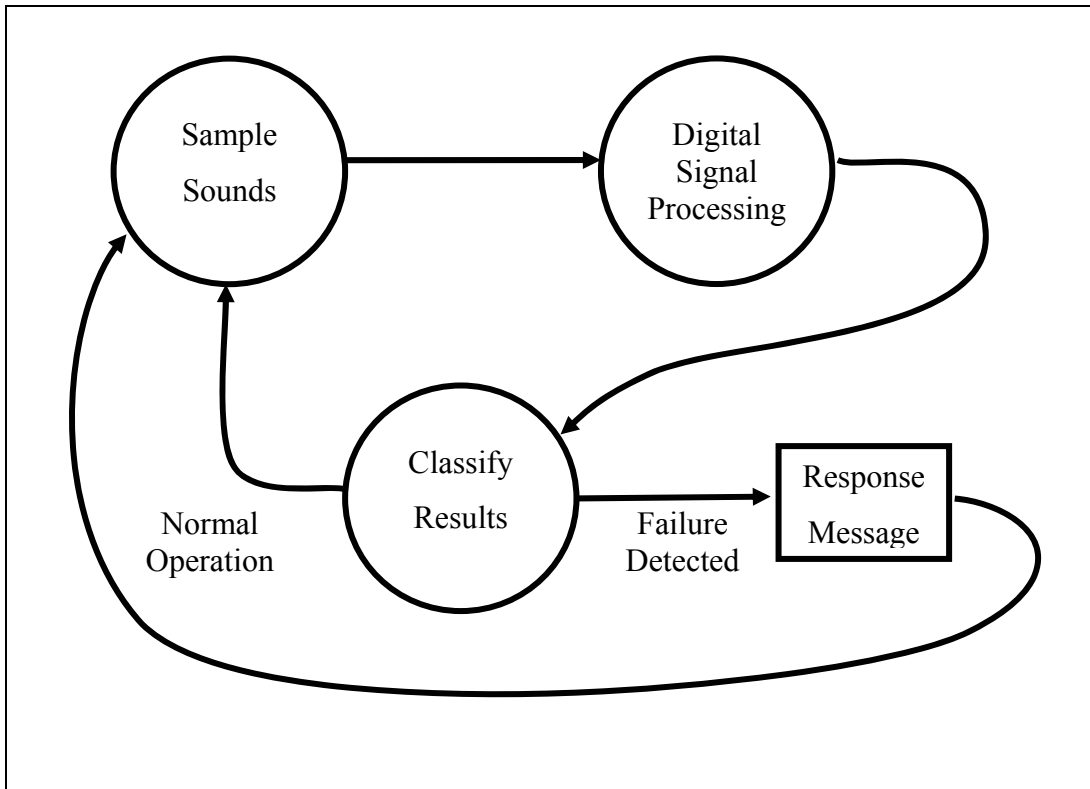 Sample
Sounds
Digital
Signal
Processing
Classify
Results
Normal
Operation
Failure
Detected
Response
Message